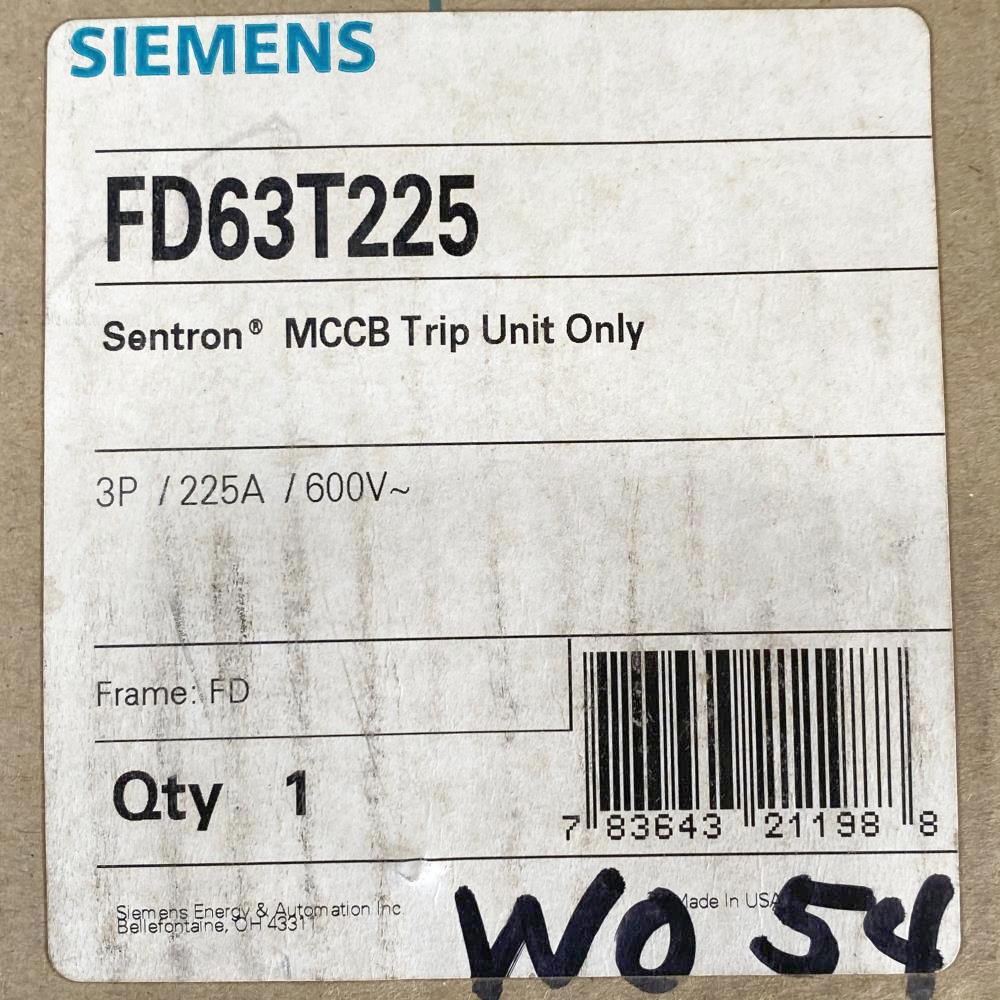 SIEMENS
FD63T225
Sentron® MCCB Trip Unit Only
3P / 225A / 600V~
Frame: FD
Qty 1
7 83643 21198 8
Siemens Energy & Automation Inc
Bellefontaine, OH 43311
Made In USA
WO 54